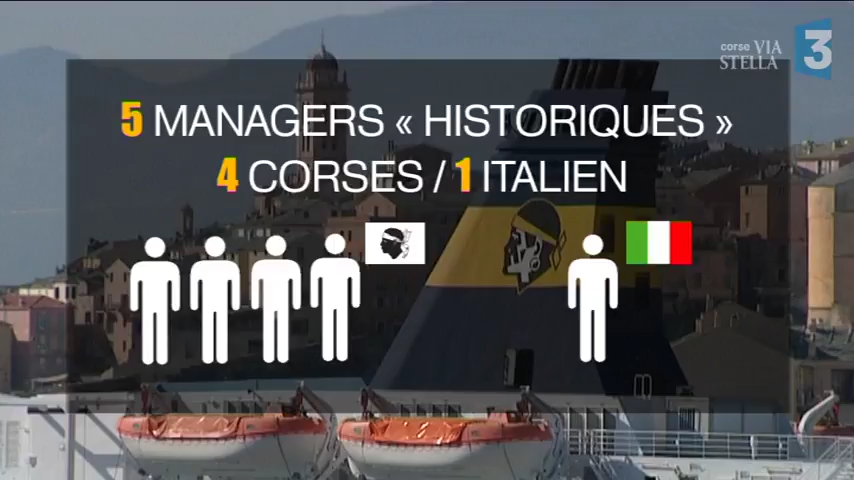 corse VIA
STELLA
3
5 MANAGERS « HISTORIQUES »
4 CORSES / 1 ITALIEN